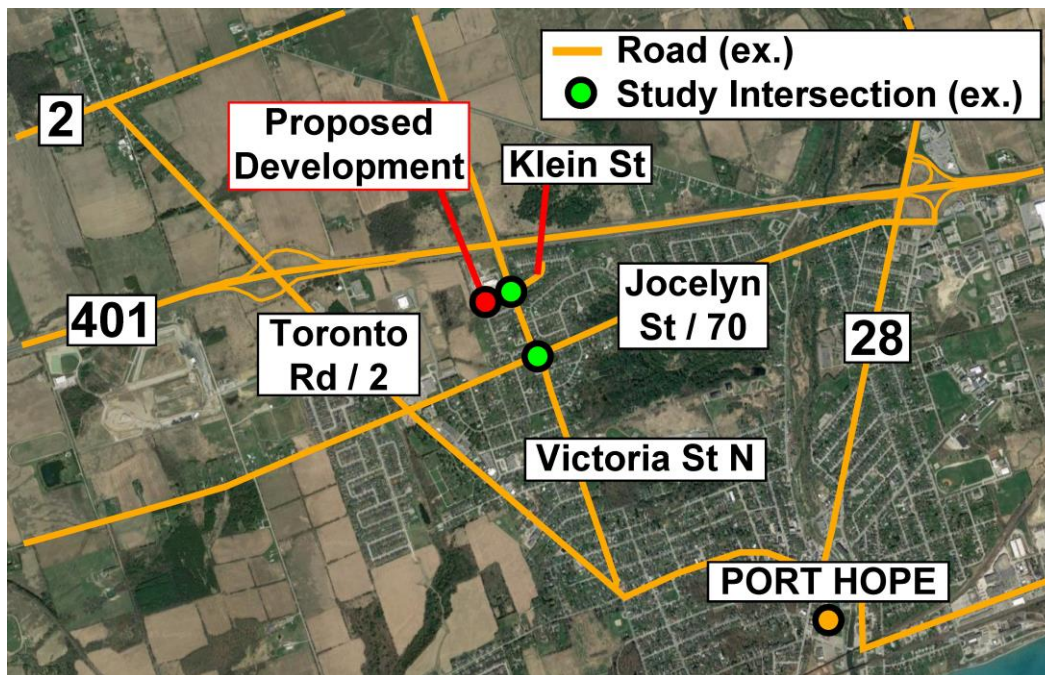 Road (ex.)
Study Intersection (ex.)
2
Proposed
Development
Klein St
401
Toronto
Rd / 2
Jocelyn
St / 70
28
Victoria St N
PORT HOPE